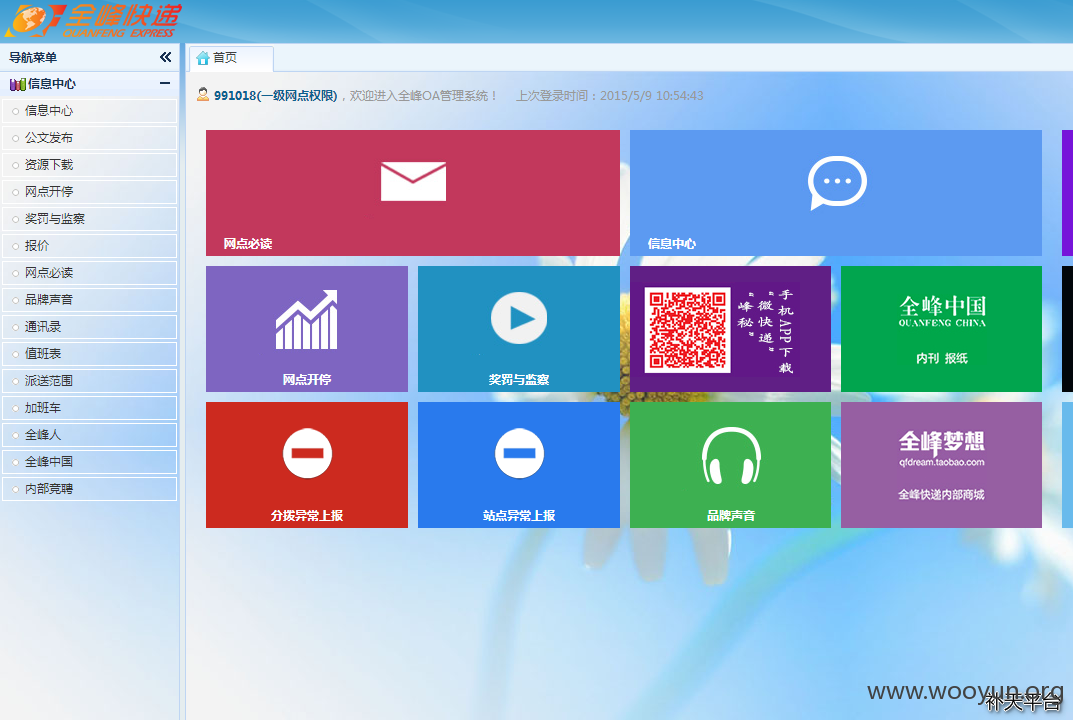 全峰快递
QUANFENG EXPRESS
导航菜单
首页
信息中心
信息中心
公文发布
资源下载
网点开停
奖罚与监察
报价
网点必读
品牌声音
通讯录
值班表
派送范围
加班车
全峰人
全峰中国
内部竞聘
991018(一级网点权限)，欢迎进入全峰OA管理系统！ 上次登录时间：2015/5/9 10:54:43
网点必读
信息中心
网点开停
奖罚与监察
手机APP下载
“微快递”
“峰秘”
全峰中国
QUANFENG CHINA
内刊 报纸
分拨异常上报
站点异常上报
品牌声音
全峰梦想
qfdream.taobao.com
全峰快递内部商城
www.wooyun.org
补天平台